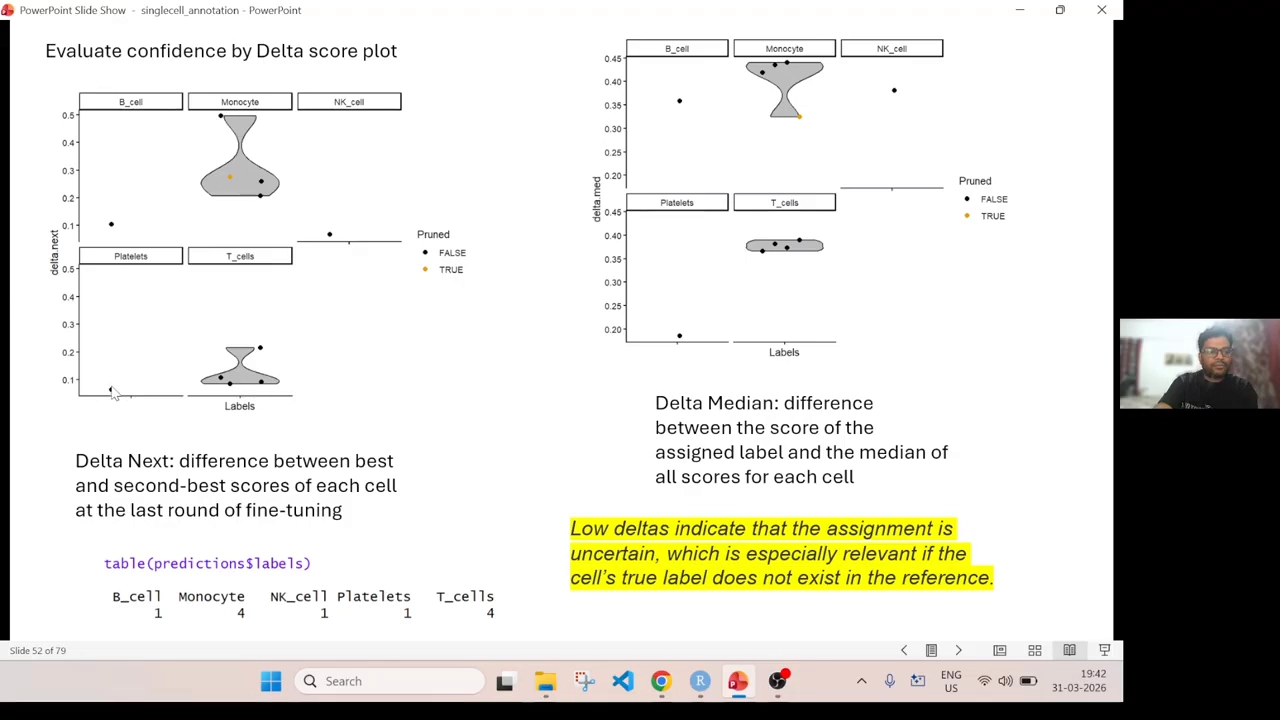 PowerPoint Slide Show - singlecell_annotation - PowerPoint
Evaluate confidence by Delta score plot
B_cell
Monocyte
NK_cell
0.5
0.4
0.3
0.2
0.1
Platelets
T_cells
0.5
0.4
0.3
0.2
0.1
delta.next
Labels
Pruned
FALSE
TRUE
Delta Next: difference between best
and second-best scores of each cell
at the last round of fine-tuning
table(predictions$labels)
B_cell Monocyte NK_cell Platelets T_cells
1 4 1 1 4
B_cell
Monocyte
NK_cell
0.45
0.40
0.35
0.30
0.25
0.20
Platelets
T_cells
0.45
0.40
0.35
0.30
0.25
0.20
delta.med
Labels
Pruned
FALSE
TRUE
Delta Median: difference
between the score of the
assigned label and the median of
all scores for each cell
Low deltas indicate that the assignment is
uncertain, which is especially relevant if the
cell's true label does not exist in the reference.
Slide 52 of 79
Search
ENG
US
19:42
31-03-2026